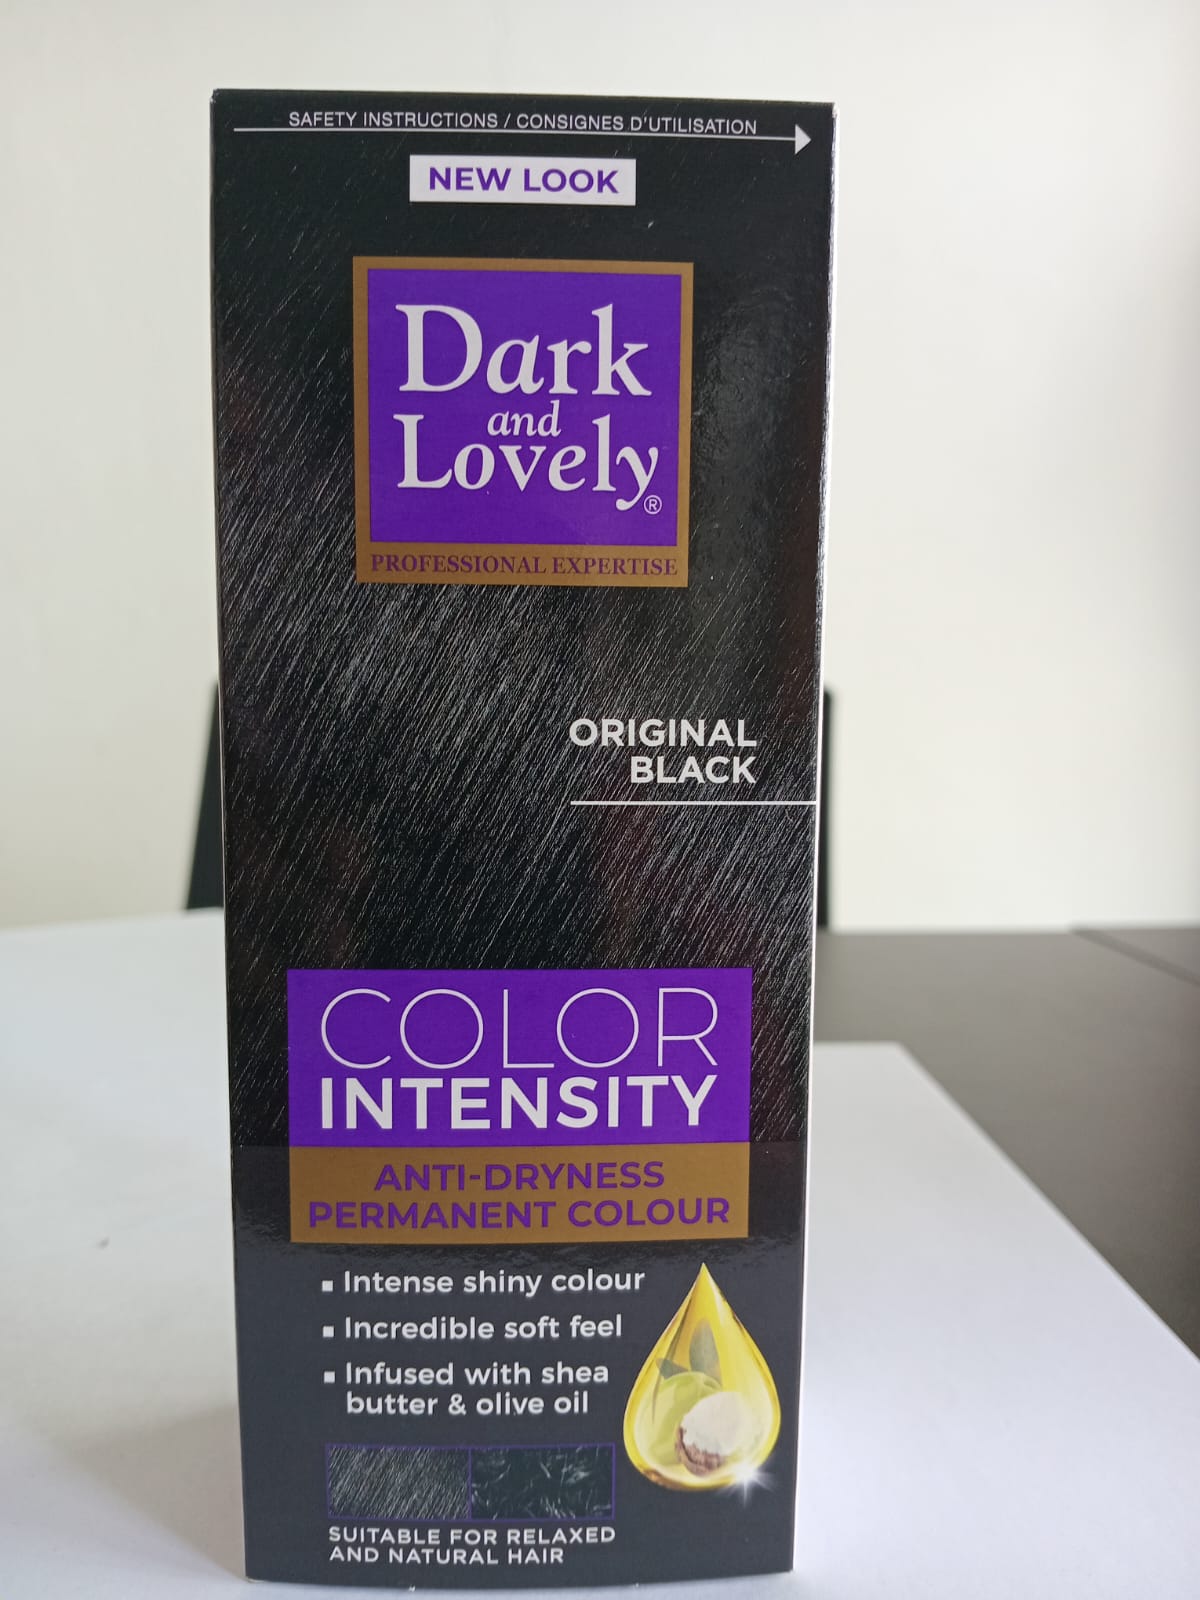 SAFETY INSTRUCTIONS / CONSIGNES D'UTILISATION
NEW LOOK
Dark
and
Lovely®
PROFESSIONAL EXPERTISE
ORIGINAL
BLACK
COLOR
INTENSITY
ANTI-DRYNESS
PERMANENT COLOUR
▪ Intense shiny colour
▪ Incredible soft feel
▪ Infused with shea
butter & olive oil
SUITABLE FOR RELAXED
AND NATURAL HAIR